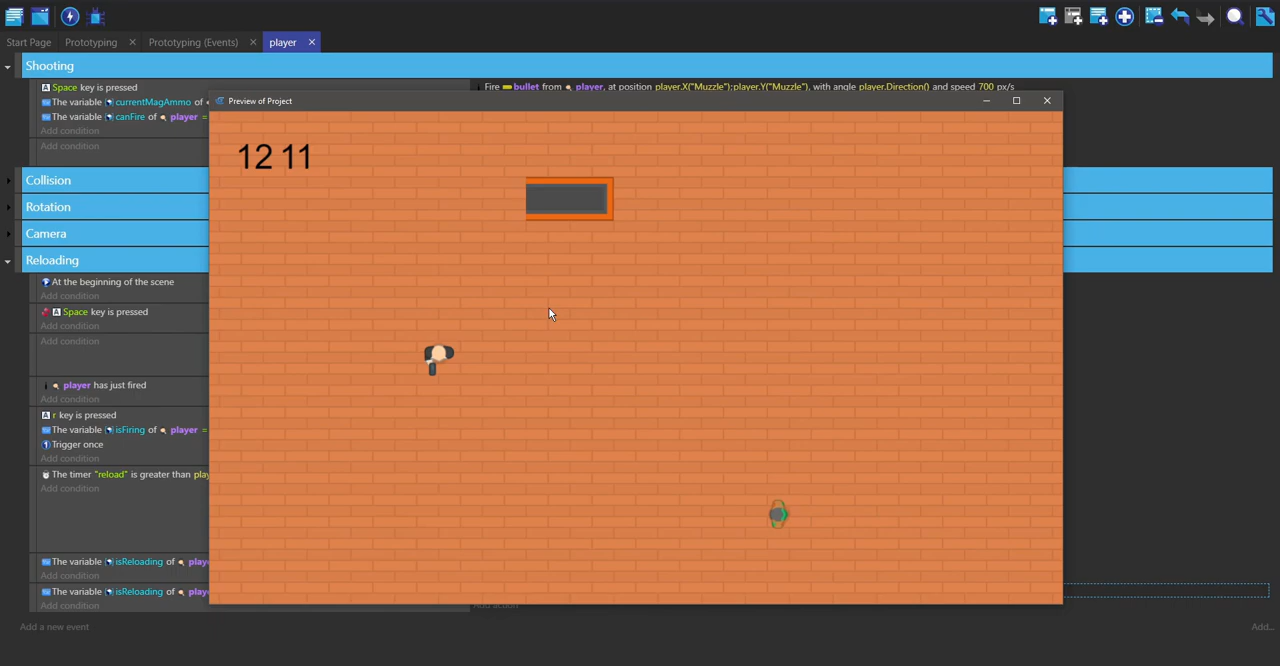 Start Page
Prototyping
Prototyping (Events)
player
Shooting
Space key is pressed
The variable currentMagAmmo of
The variable canFire of player =
Add condition
Add condition
Fire bullet from player, at position player.X("Muzzle");player.Y("Muzzle"), with angle player.Direction() and speed 700 px/s
Preview of Project
12 11
Collision
Rotation
Camera
Reloading
At the beginning of the scene
Add condition
Space key is pressed
Add condition
Add condition
player has just fired
Add condition
r key is pressed
The variable isFiring of player =
Trigger once
Add condition
The timer "reload" is greater than
Add condition
The variable isReloading of
Add condition
The variable isReloading of
Add condition
Add action
Add a new event
Add...